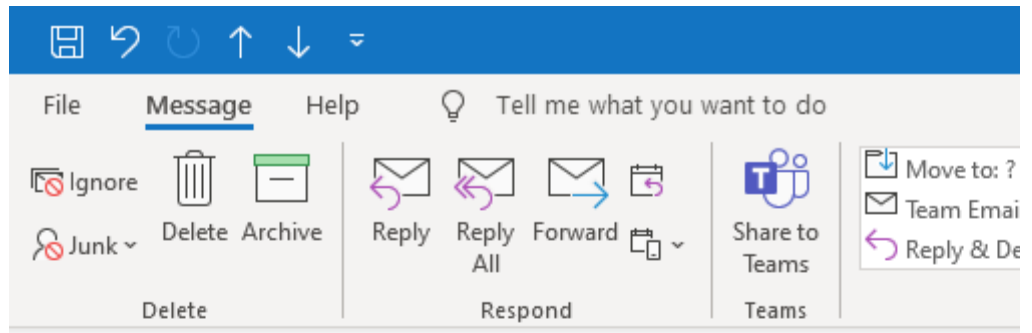 File Message Help Tell me what you want to do
Ignore
Junk
Delete Archive
Delete
Reply Reply All Forward
Respond
T
Share to
Teams
Teams
Move to: ?
Team Emai
Reply & De